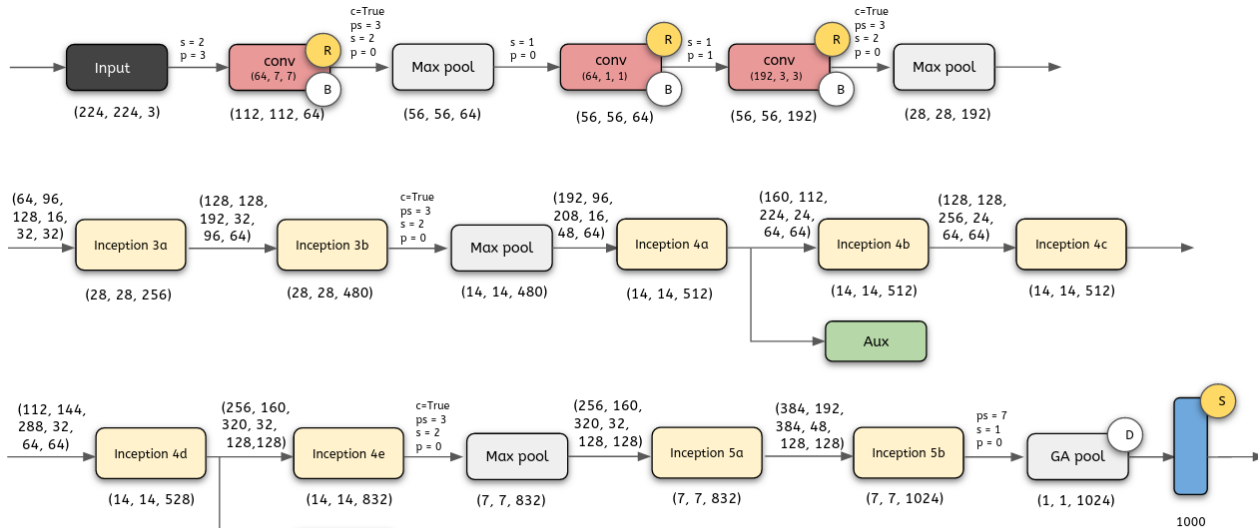 s = 2
p = 3
c=True
ps = 3
s = 2
p = 0
s = 1
p = 0
s = 1
p = 1
c=True
ps = 3
s = 2
p = 0
Input
conv
(64, 7, 7)
R
B
Max pool
conv
(64, 1, 1)
R
B
conv
(192, 3, 3)
R
B
Max pool
(224, 224, 3)
(112, 112, 64)
(56, 56, 64)
(56, 56, 64)
(56, 56, 192)
(28, 28, 192)
(64, 96,
128, 16,
32, 32)
(128, 128,
192, 32,
96, 64)
c=True
ps = 3
s = 2
p = 0
(192, 96,
208, 16,
48, 64)
(160, 112,
224, 24,
64, 64)
(128, 128,
256, 24,
64, 64)
Inception 3a
Inception 3b
Max pool
Inception 4a
Inception 4b
Inception 4c
(28, 28, 256)
(28, 28, 480)
(14, 14, 480)
(14, 14, 512)
(14, 14, 512)
(14, 14, 512)
Aux
(112, 144,
288, 32,
64, 64)
(256, 160,
320, 32,
128,128)
c=True
ps = 3
s = 2
p = 0
(256, 160,
320, 32,
128, 128)
(384, 192,
384, 48,
128, 128)
ps = 7
s = 1
p = 0
Inception 4d
Inception 4e
Max pool
Inception 5a
Inception 5b
GA pool
D
S
(14, 14, 528)
(14, 14, 832)
(7, 7, 832)
(7, 7, 832)
(7, 7, 1024)
(1, 1, 1024)
1000